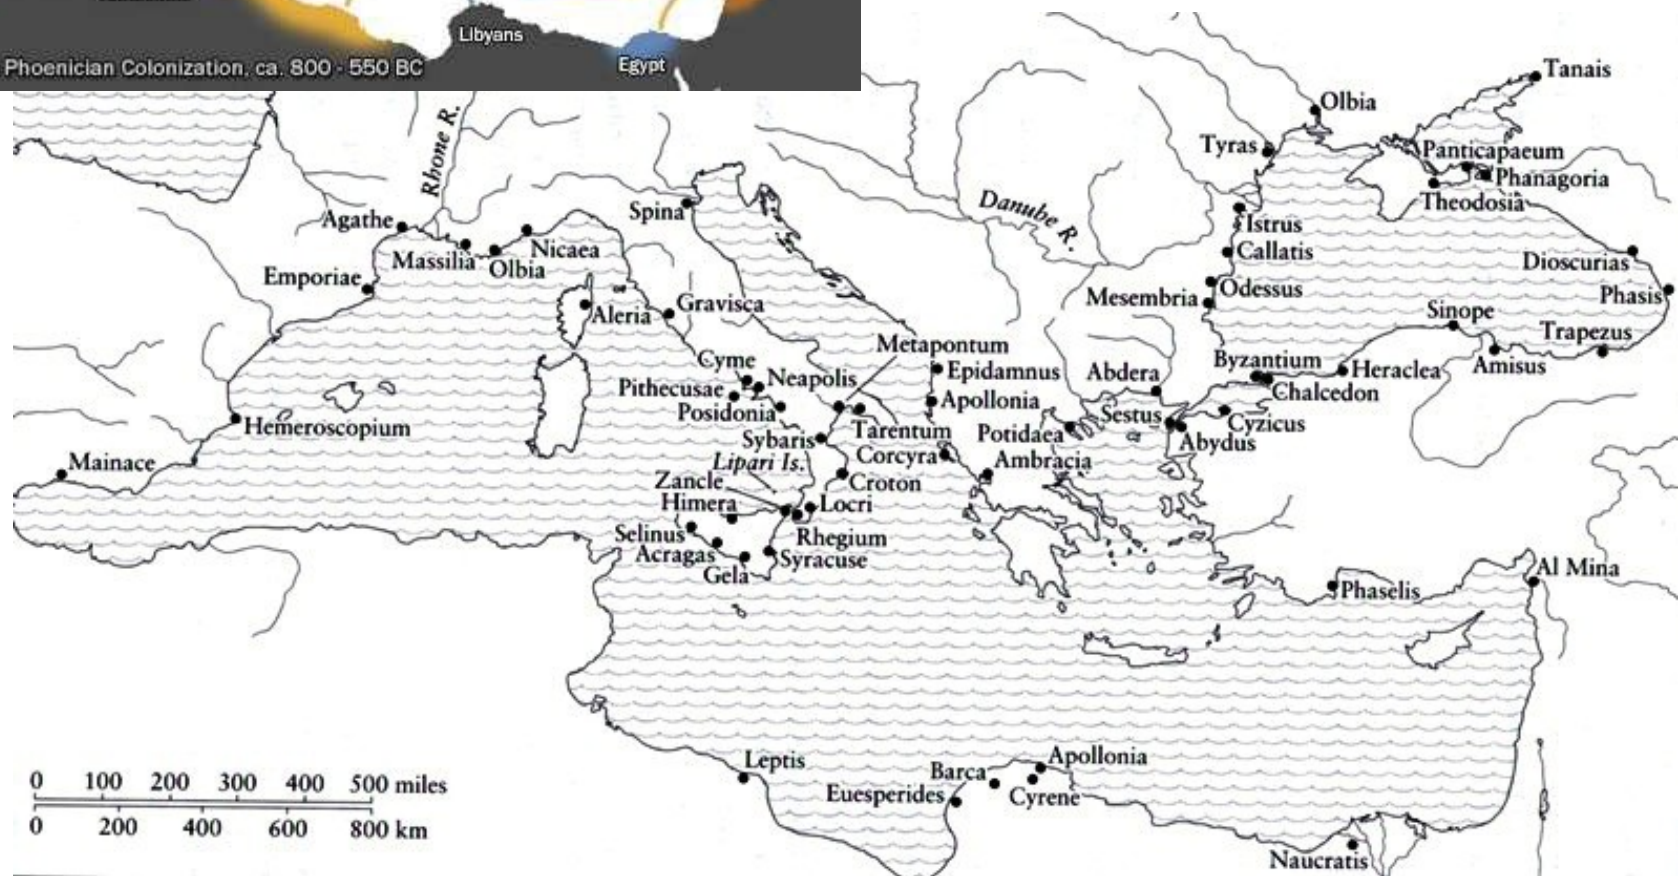 Libyans
Egypt
Phoenician Colonization, ca. 800 - 550 BC
Tanais
Olbia
Tyras
Panticapaeum
Phanagoria
Theodosia
Rhone R.
Danube R.
Spina
Agathe
Massilia
Olbia
Nicaea
Istrus
Callatis
Dioscurias
Emporiae
Odessus
Mesembria
Phasis
Gravisca
Aleria
Sinope
Trapezus
Metapontum
Cyme
Neapolis
Epidamnus
Abdera
Byzantium
Heraclea
Amisus
Pithecusae
Chalcedon
Posidonia
Apollonia
Sestus
Cyzicus
Hemeroscopium
Tarentum
Potidaea
Abydus
Sybaris
Corcyra
Ambracia
Mainace
Lipari Is.
Croton
Zancle
Himera
Locri
Selinus
Rhegium
Acragas
Syracuse
Gela
Al Mina
Phaselis
Leptis
Apollonia
Barca
Euesperides
Cyrene
0 100 200 300 400 500 miles
0 200 400 600 800 km
Naucratis